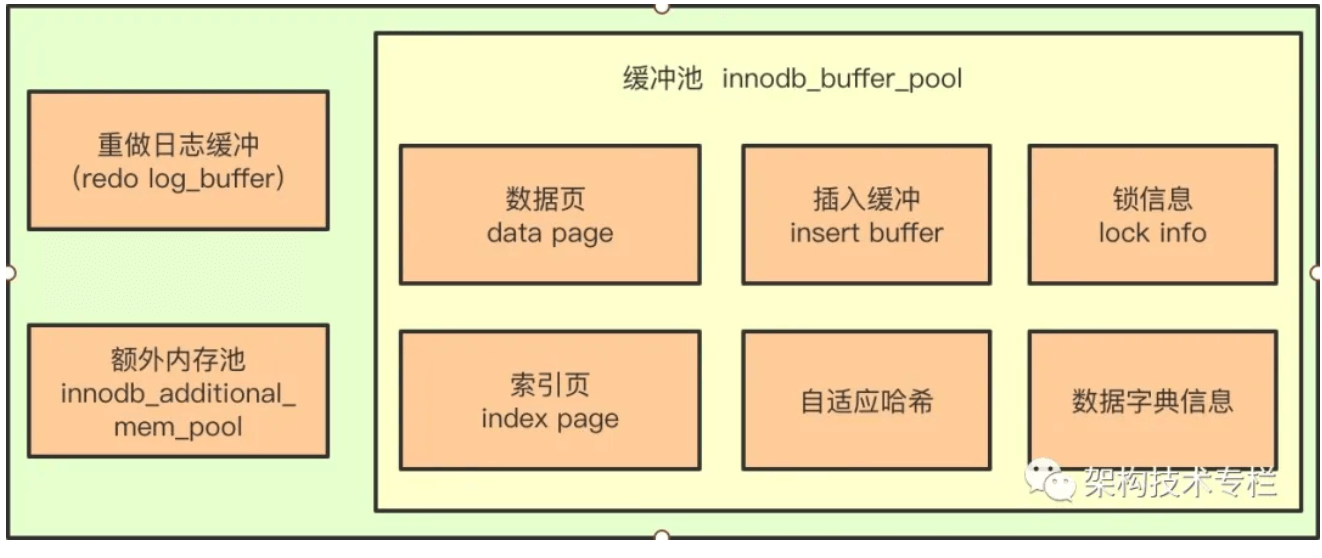 缓冲池 innodb_buffer_pool
重做日志缓冲
(redo log_buffer)
额外内存池
innodb_additional_
mem_pool
数据页
data page
插入缓冲
insert buffer
锁信息
lock info
索引页
index page
自适应哈希
数据字典信息
架构技术专栏